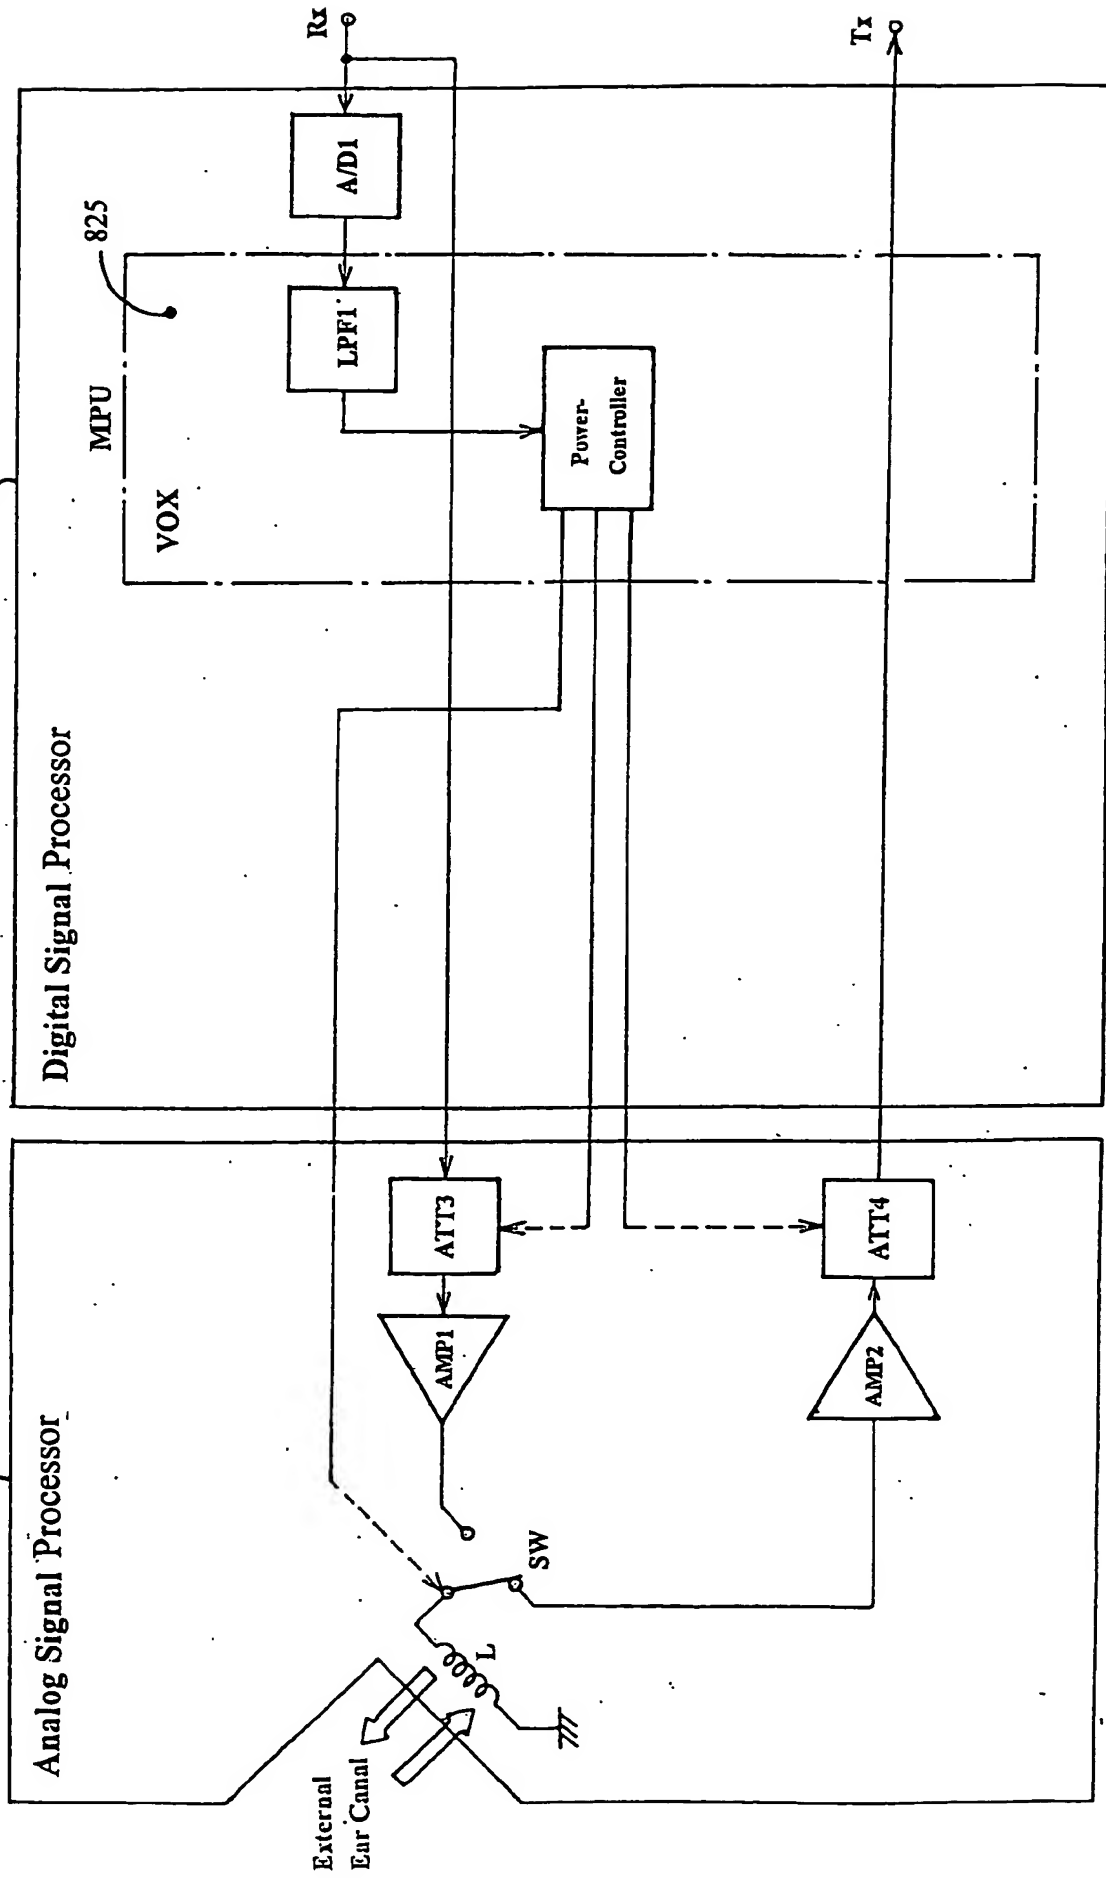 Analog Signal Processor
Digital Signal Processor
MPU
825
VOX
Rx
A/D1
LPF1
Power-
Controller
Tx
ATT3
AMP1
ATT4
AMP2
SW
L
External
Ear Canal